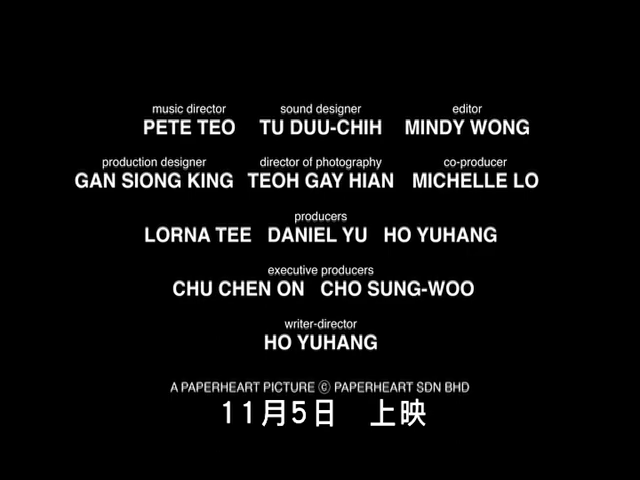 music director sound designer editor
PETE TEO TU DUU-CHIH MINDY WONG
production designer director of photography co-producer
GAN SIONG KING TEOH GAY HIAN MICHELLE LO
producers
LORNA TEE DANIEL YU HO YUHANG
executive producers
CHU CHEN ON CHO SUNG-WOO
writer-director
HO YUHANG
A PAPERHEART PICTURE ⓒ PAPERHEART SDN BHD
11月5日 上映